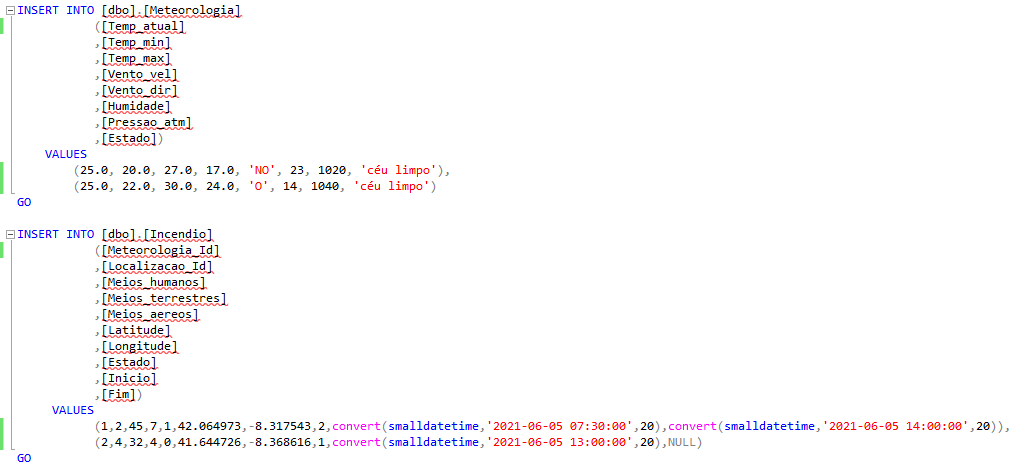 INSERT INTO [dbo].[Meteorologia]
([Temp_atual]
,[Temp_min]
,[Temp_max]
,[Vento_vel]
,[Vento_dir]
,[Humidade]
,[Pressao_atm]
,[Estado])
VALUES
(25.0, 20.0, 27.0, 17.0, 'NO', 23, 1020, 'céu limpo'),
(25.0, 22.0, 30.0, 24.0, 'O', 14, 1040, 'céu limpo')
GO
INSERT INTO [dbo].[Incendio]
([Meteorologia_Id]
,[Localizacao_Id]
,[Meios_humanos]
,[Meios_terrestres]
,[Meios_aereos]
,[Latitude]
,[Longitude]
,[Estado]
,[Inicio]
,[Fim])
VALUES
(1,2,45,7,1,42.064973,-8.317543,2,convert(smalldatetime,'2021-06-05 07:30:00',20),convert(smalldatetime,'2021-06-05 14:00:00',20)),
(2,4,32,4,0,41.644726,-8.368616,1,convert(smalldatetime,'2021-06-05 13:00:00',20),NULL)
GO